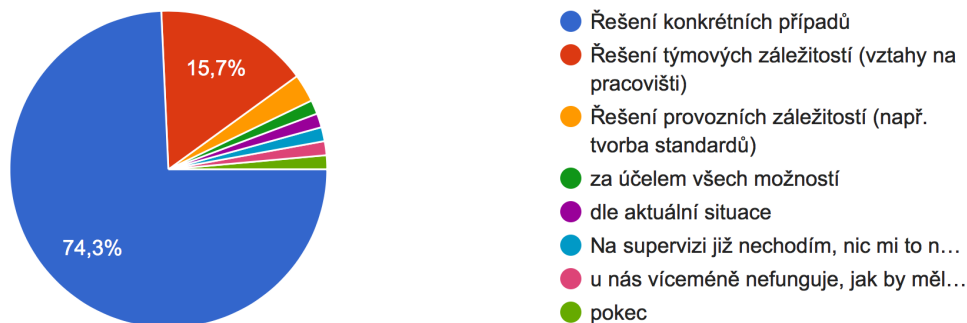 Řešení konkrétních případů
15,7%
Řešení týmových záležitostí (vztahy na
pracovišti)
Řešení provozních záležitostí (např.
tvorba standardů)
za účelem všech možností
dle aktuální situace
74,3%
Na supervizi již nechodím, nic mi to n…
u nás víceméně nefunguje, jak by měl…
pokec